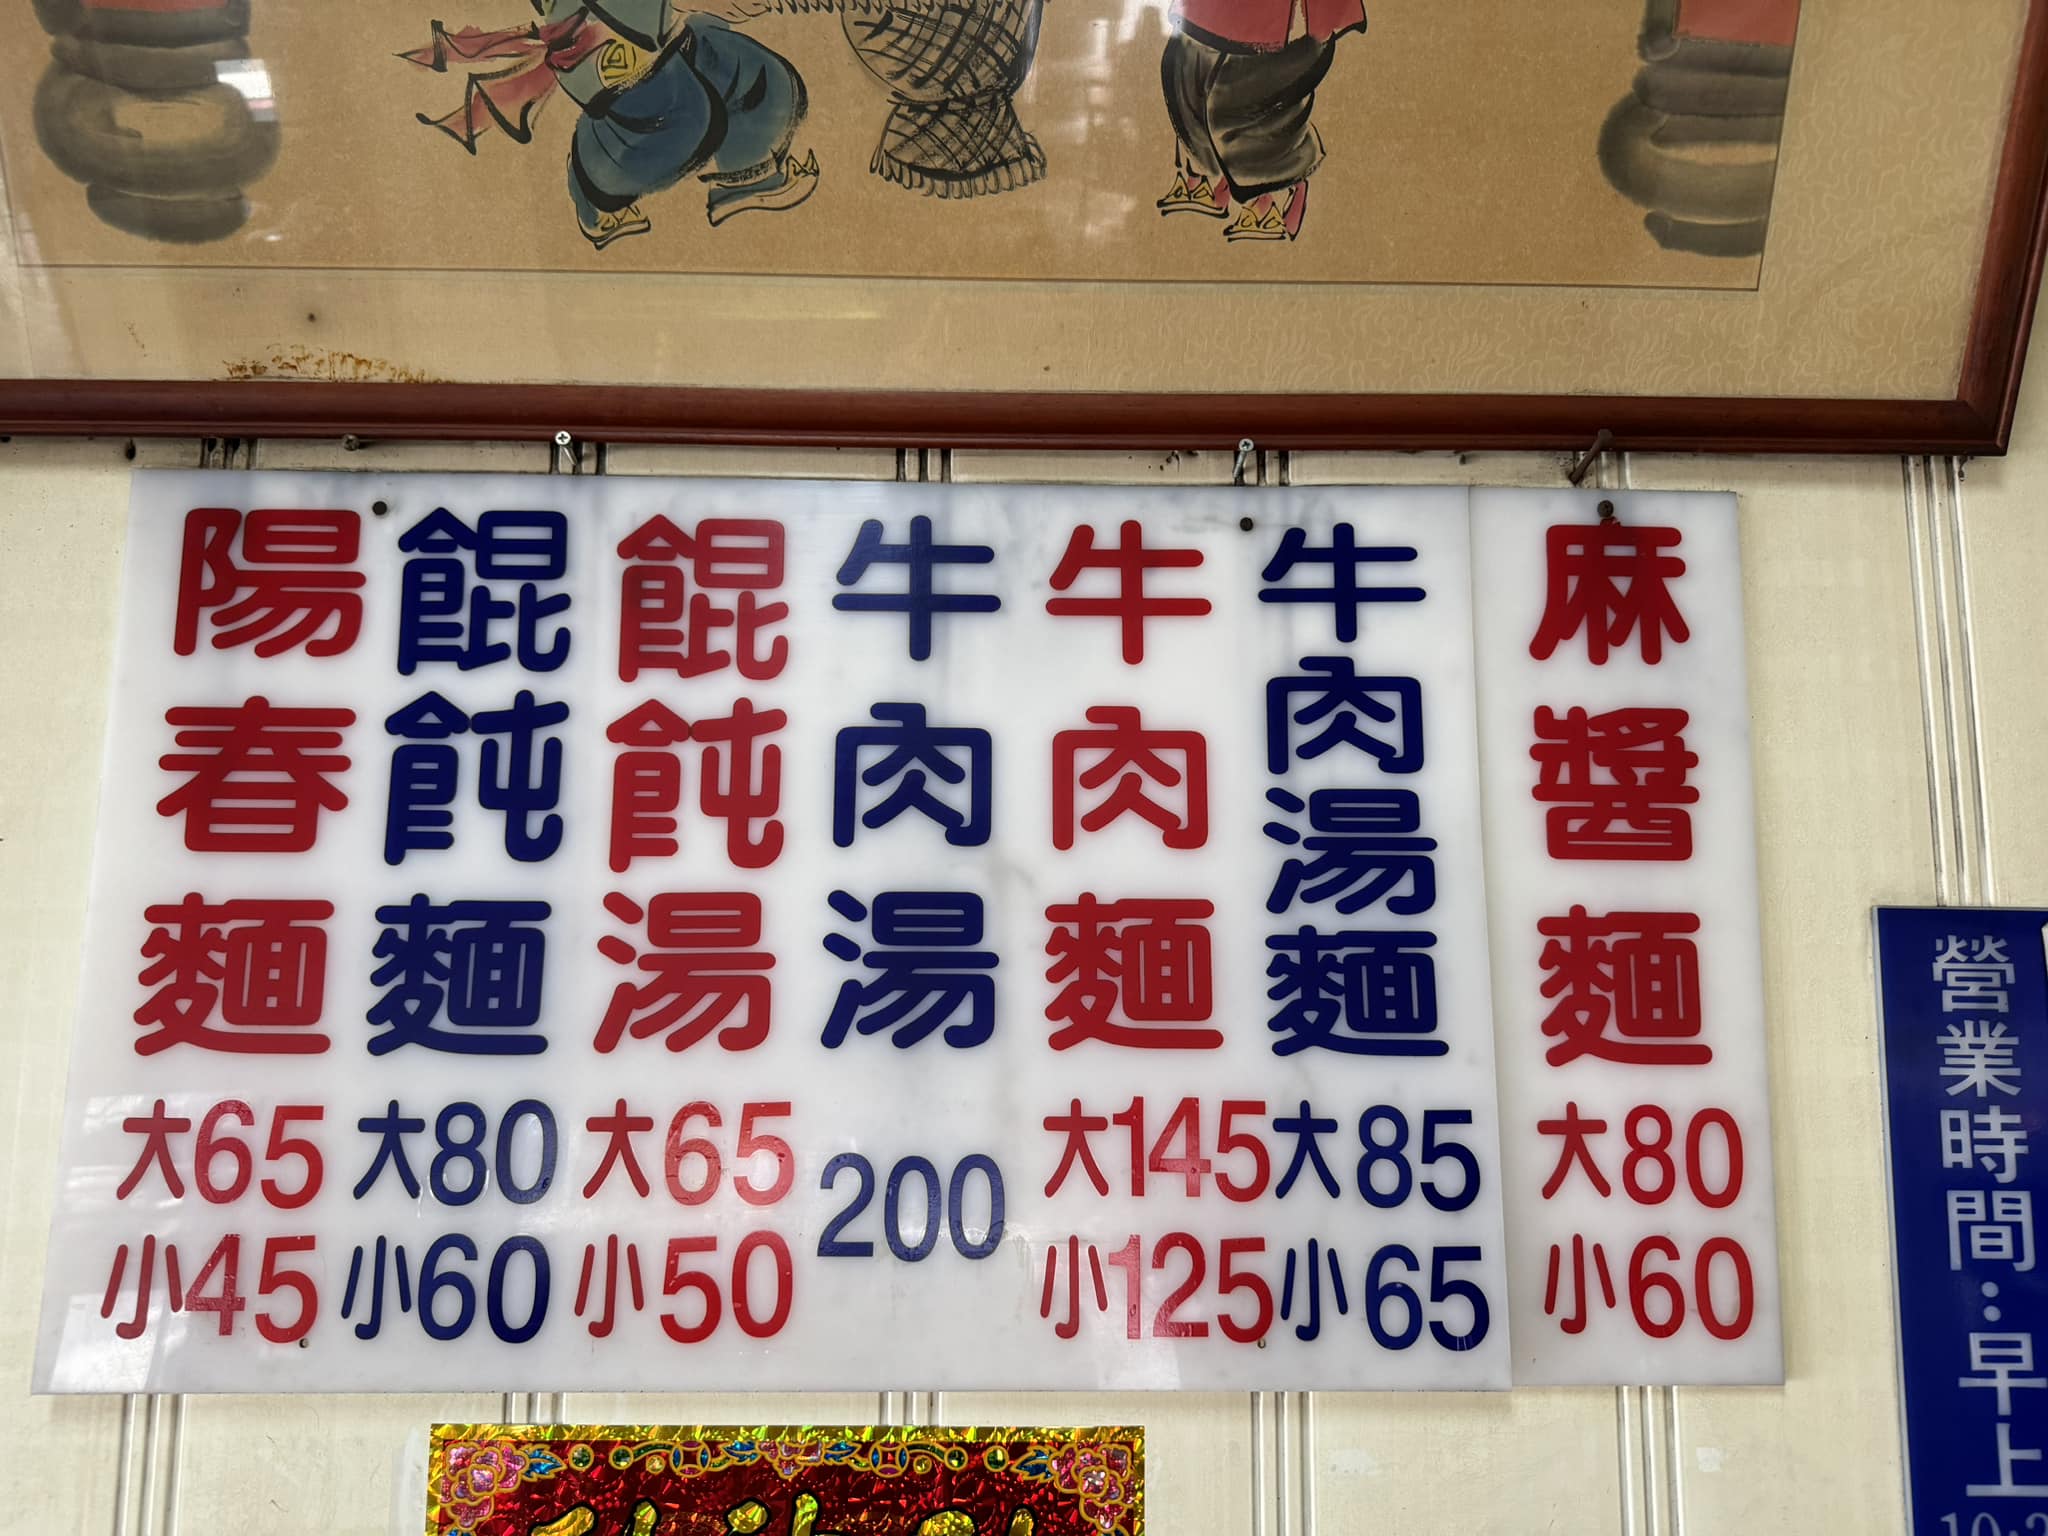 陽春麵
大65
小45
餛飩麵
大80
小60
餛飩湯
大65
小50
牛肉湯
200
牛肉麵
大145
小125
牛肉湯麵
大85
小65
麻醬麵
大80
小60
營業時間:早上